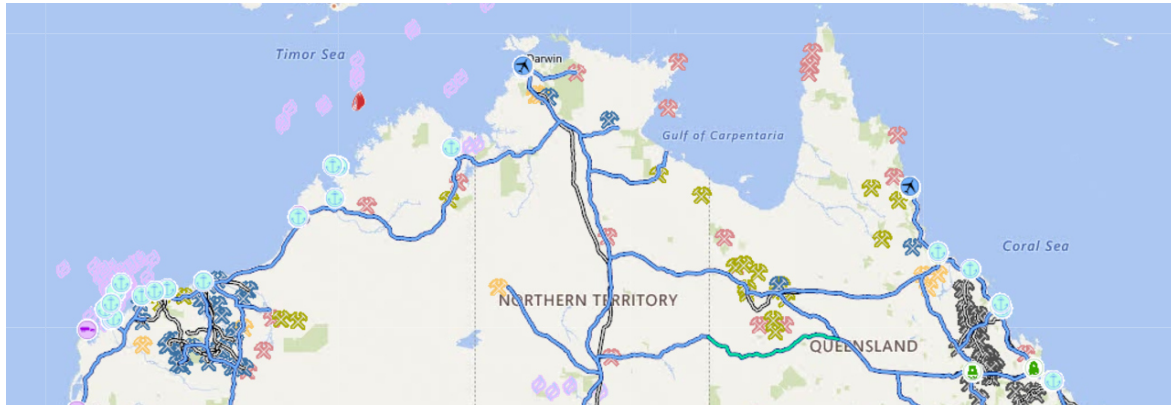 Timor Sea
Darwin
Gulf of Carpentaria
Coral Sea
NORTHERN TERRITORY
QUEENSLAND